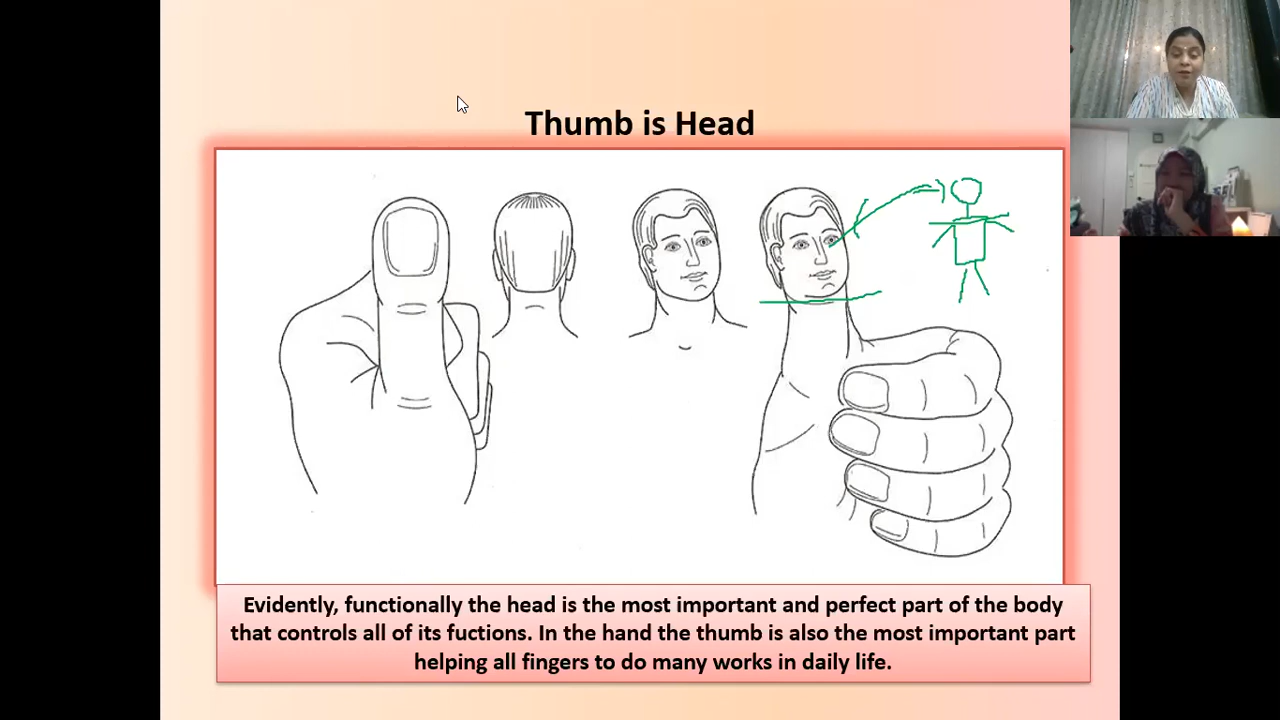 Thumb is Head
Evidently, functionally the head is the most important and perfect part of the body
that controls all of its fuctions. In the hand the thumb is also the most important part
helping all fingers to do many works in daily life.